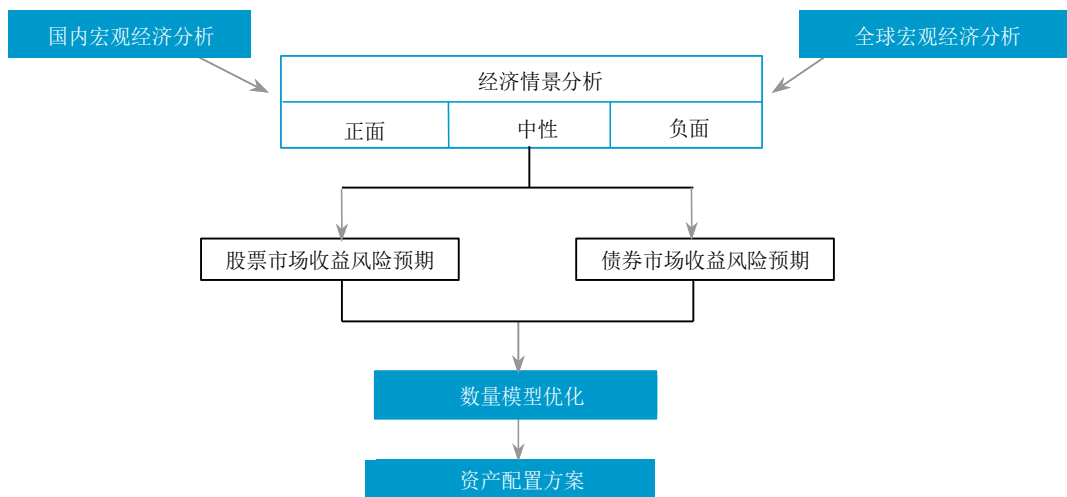 国内宏观经济分析
全球宏观经济分析
经济情景分析
正面
中性
负面
股票市场收益风险预期
债券市场收益风险预期
数量模型优化
资产配置方案